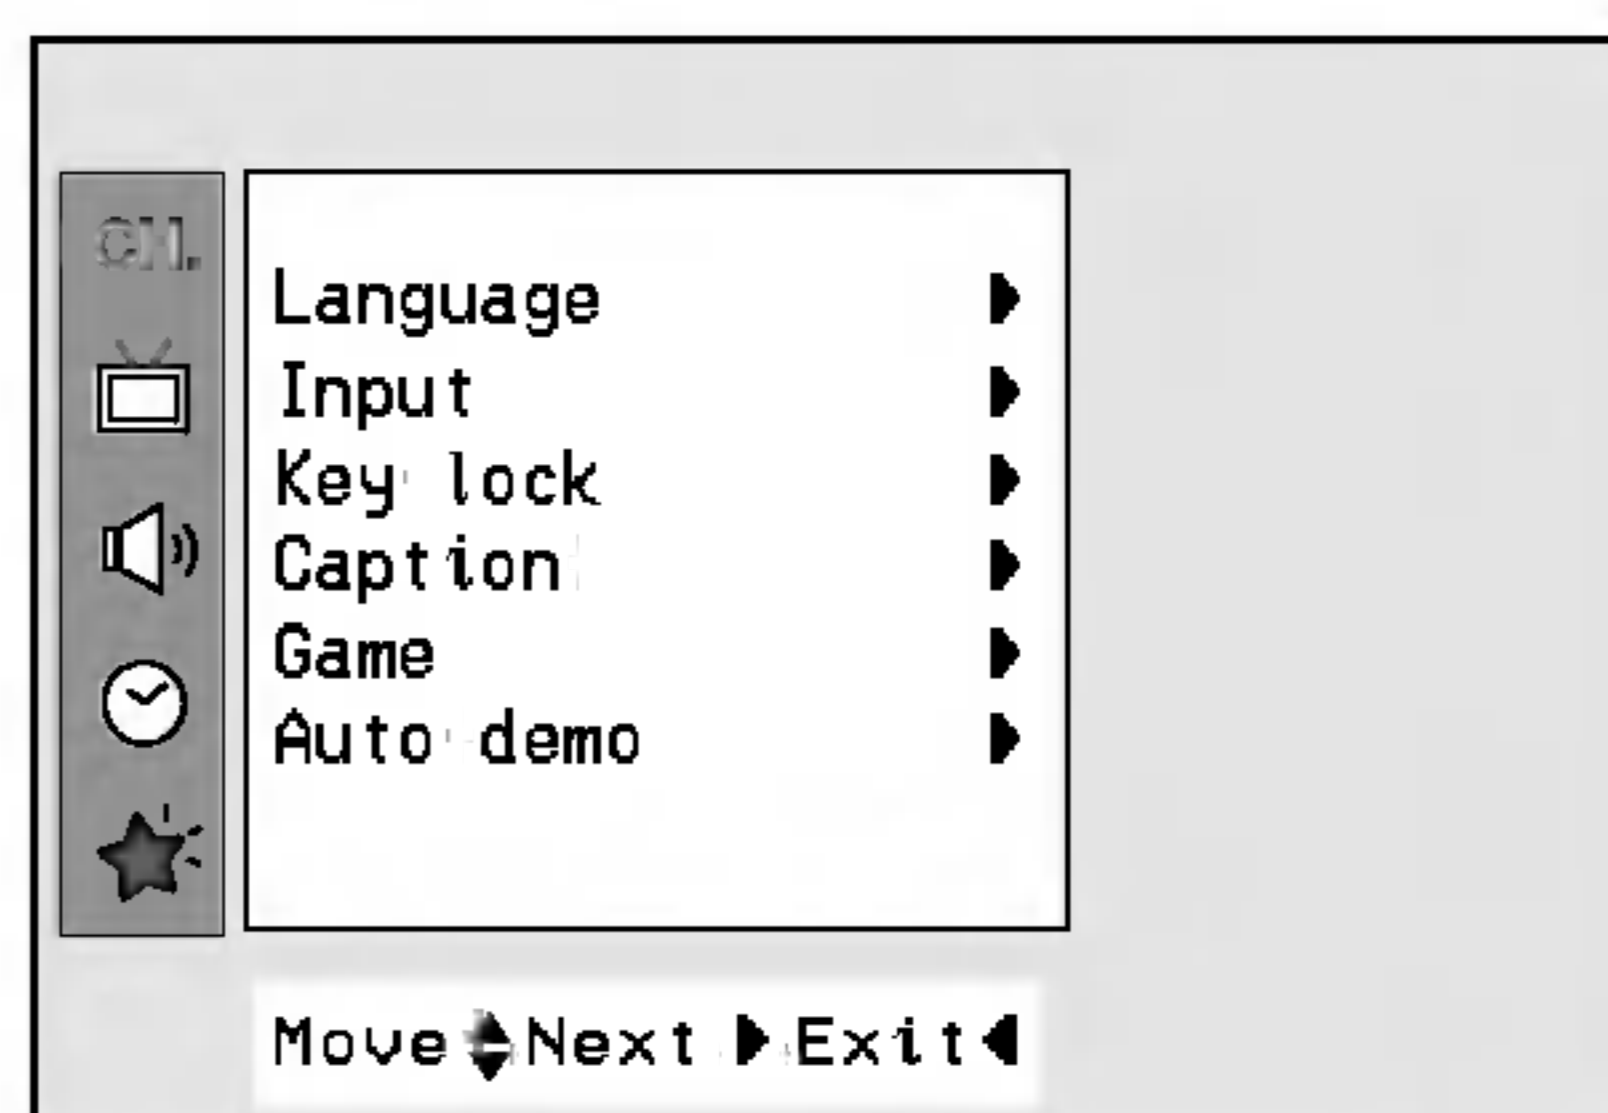 CH.
Language
Input
Key lock
Caption
Game
Auto demo
Move Next Exit